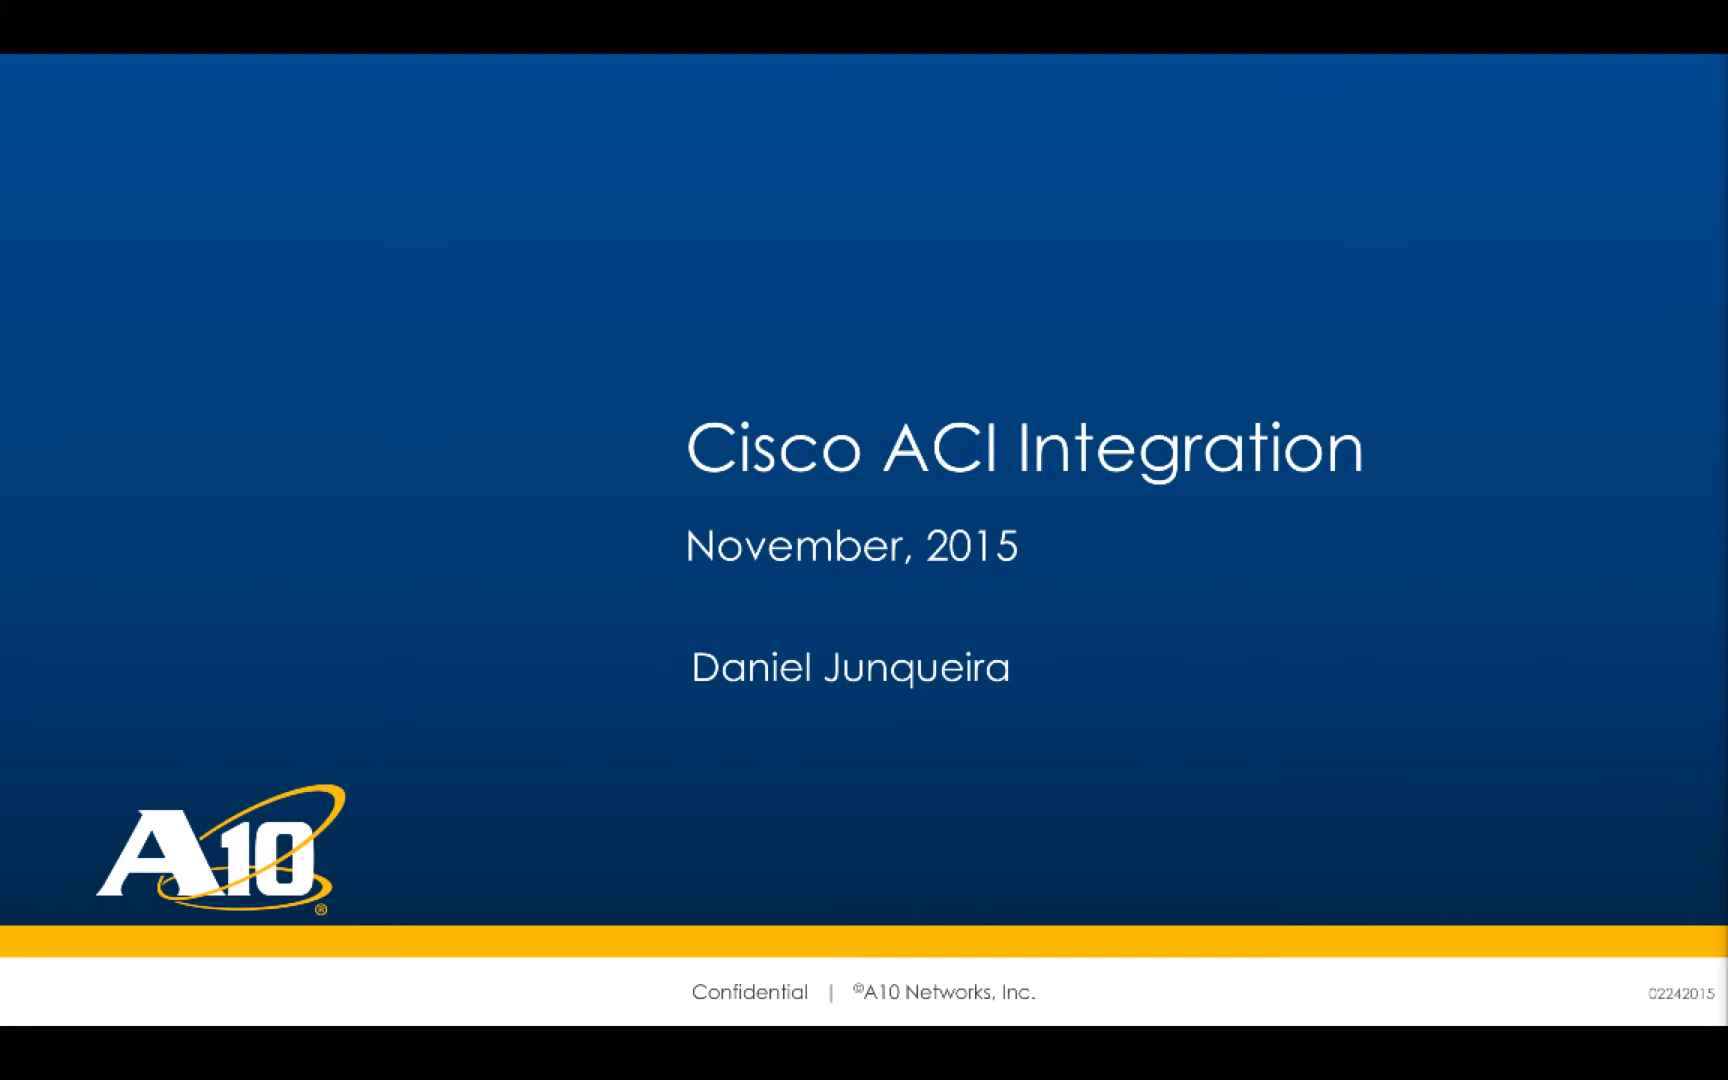 Cisco ACI Integration
November, 2015
Daniel Junqueira
A10
®
Confidential | ©A10 Networks, Inc.
02242015